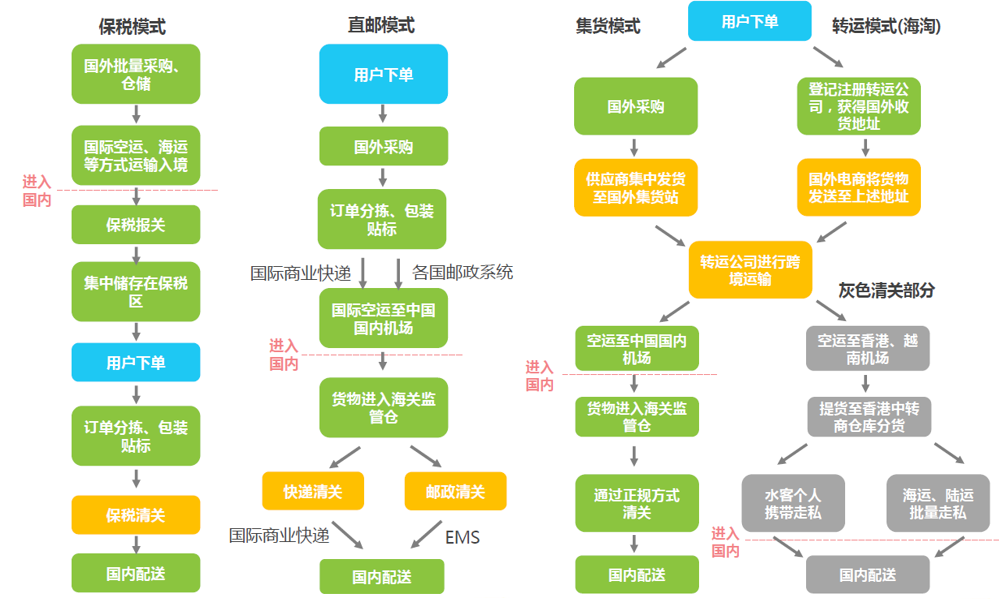 保税模式
国外批量采购、
仓储
国际空运、海运
等方式运输入境
进入
国内
保税报关
集中储存在保税
区
用户下单
订单分拣、包装
贴标
保税清关
国内配送
直邮模式
用户下单
国外采购
订单分拣、包装
贴标
国际商业快递
各国邮政系统
国际空运至中国
国内机场
进入
国内
货物进入海关监
管仓
快递清关
邮政清关
国际商业快递
EMS
国内配送
集货模式
用户下单
转运模式(海淘)
国外采购
登记注册转运公
司，获得国外收
货地址
供应商集中发货
至国外集货站
国外电商将货物
发送至上述地址
转运公司进行跨
境运输
灰色清关部分
空运至中国国内
机场
空运至香港、越
南机场
进入
国内
货物进入海关监
管仓
提货至香港中转
商仓库分货
通过正规方式
清关
水客个人
携带走私
海运、陆运
批量走私
进入
国内
国内配送
国内配送